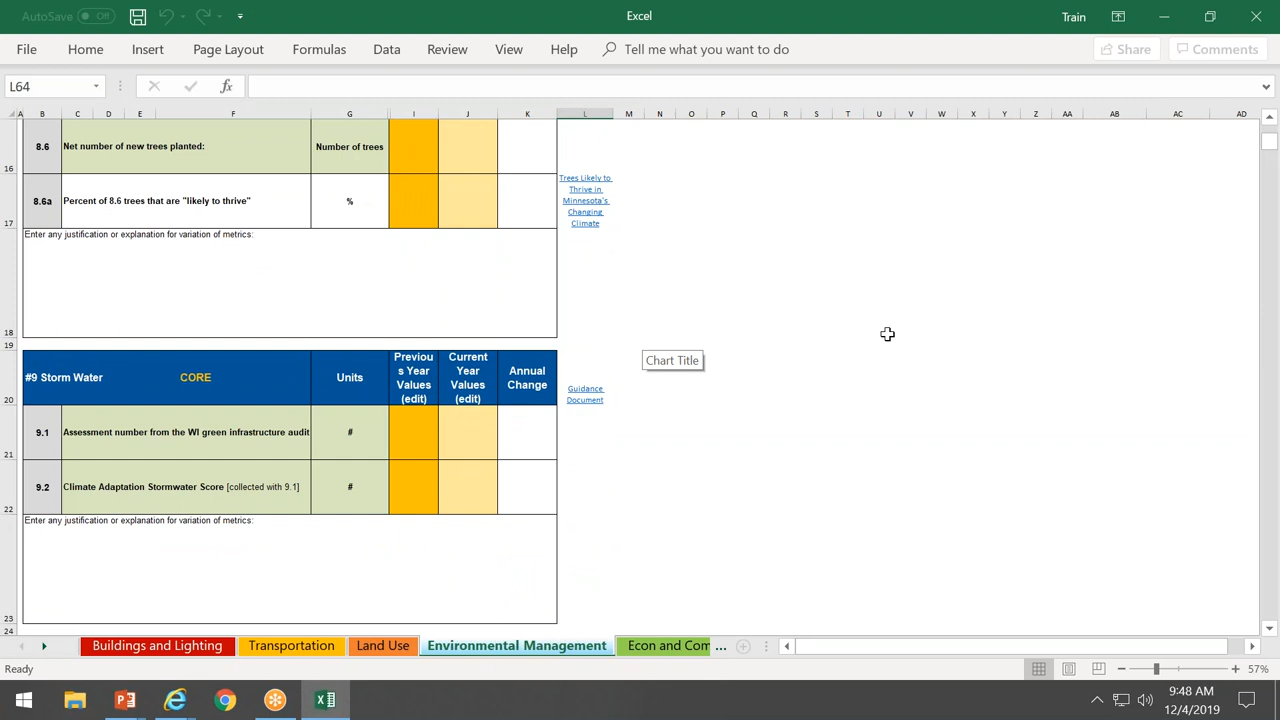 AutoSave Off Excel Train
File Home Insert Page Layout Formulas Data Review View Help Tell me what you want to do Share Comments
L64 fx
A B C D E F G I J K L M N O P Q R S T U V W X Y Z AA AB AC AD
8.6 Net number of new trees planted: Number of trees
16
Trees Likely to
Thrive in
8.6a Percent of 8.6 trees that are "likely to thrive" % Minnesota's
Changing
17 Climate
Enter any justification or explanation for variation of metrics:
18
19
Previou
s Year
Values
(edit)
Current
Year
Values
(edit)
#9 Storm Water CORE Units Annual
Change
Chart Title
Guidance
Document
20
9.1 Assessment number from the WI green infrastructure audit #
21
9.2 Climate Adaptation Stormwater Score [collected with 9.1] #
22
Enter any justification or explanation for variation of metrics:
23
24
Buildings and Lighting Transportation Land Use Environmental Management Econ and Com ...
Ready 57%
9:48 AM
12/4/2019